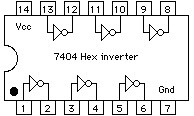 14 13 12 11 10 9 8
Vcc
7404 Hex inverter
Gnd
1 2 3 4 5 6 7